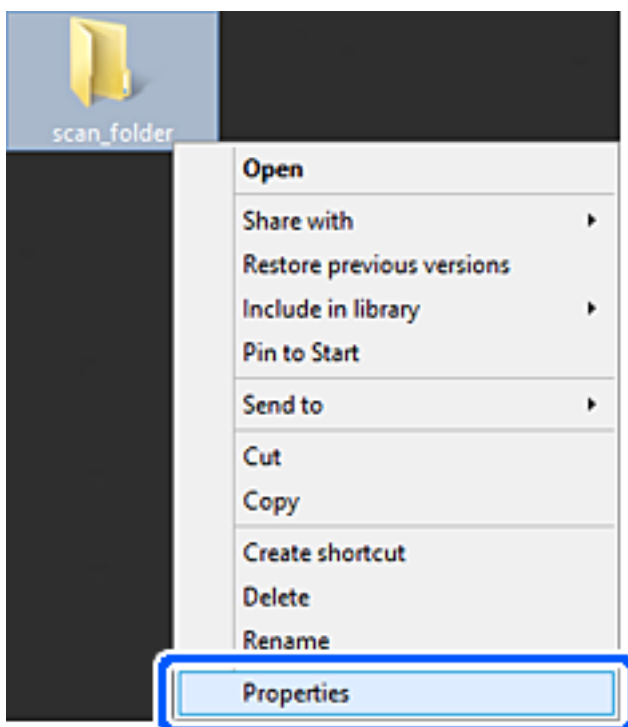 scan_folder
Open
Share with
Restore previous versions
Include in library
Pin to Start
Send to
Cut
Copy
Create shortcut
Delete
Rename
Properties